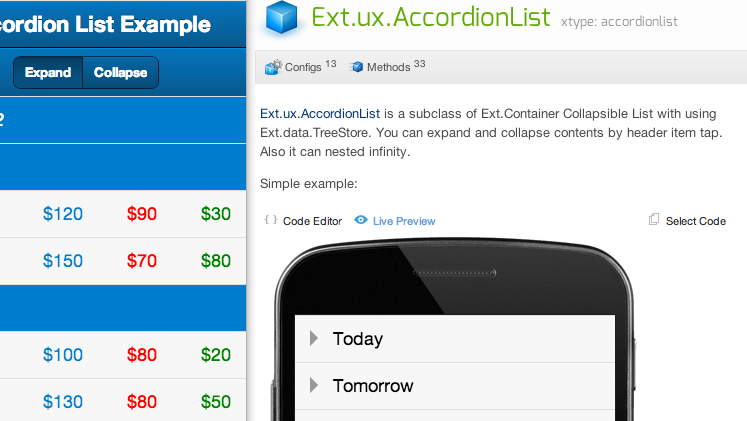 cordion List Example
Expand Collapse
2
$120 $90 $30
$150 $70 $80
$100 $80 $20
$130 $80 $50
Ext.ux.AccordionList xtype: accordionlist
Configs 13 Methods 33
Ext.ux.AccordionList is a subclass of Ext.Container Collapsible List with using
Ext.data.TreeStore. You can expand and collapse contents by header item tap.
Also it can nested infinity.
Simple example:
{ } Code Editor Live Preview Select Code
Today
Tomorrow